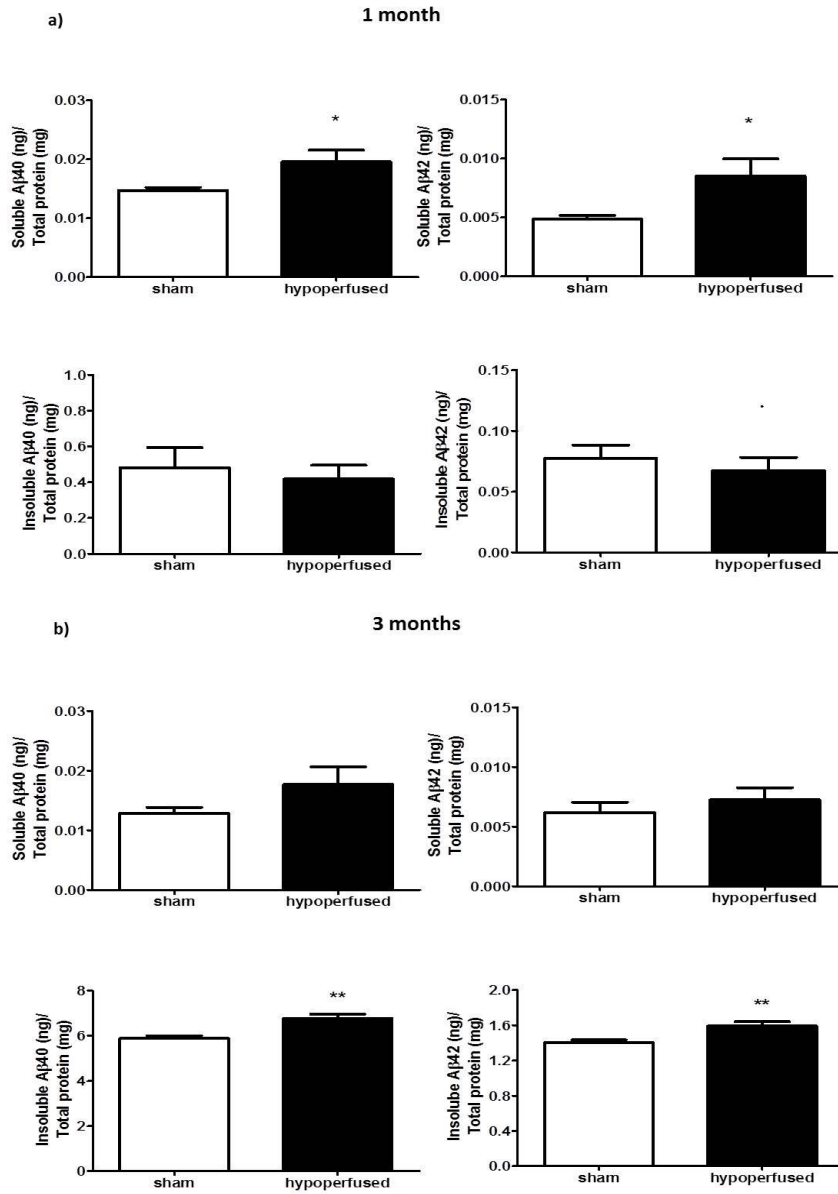 a)
1 month
Soluble Aβ40 (ng)/
Total protein (mg)
0.03
0.02
0.01
0.00
*
sham
hypoperfused
Soluble Aβ42 (ng)/
Total protein (mg)
0.015
0.010
0.005
0.000
*
sham
hypoperfused
Insoluble Aβ40 (ng)/
Total protein (mg)
1.0
0.8
0.6
0.4
0.2
0.0
sham
hypoperfused
Insoluble Aβ42 (ng)/
Total protein (mg)
0.15
0.10
0.05
0.00
sham
hypoperfused
b)
3 months
Soluble Aβ40 (ng)/
Total protein (mg)
0.03
0.02
0.01
0.00
sham
hypoperfused
Soluble Aβ42 (ng)/
Total protein (mg)
0.015
0.010
0.005
0.000
sham
hypoperfused
Insoluble Aβ40 (ng)/
Total protein (mg)
8
6
4
2
0
**
sham
hypoperfused
Insolube Aβ42 (ng)/
Total protein (mg)
2.0
1.6
1.2
0.8
0.4
0.0
**
sham
hypoperfused